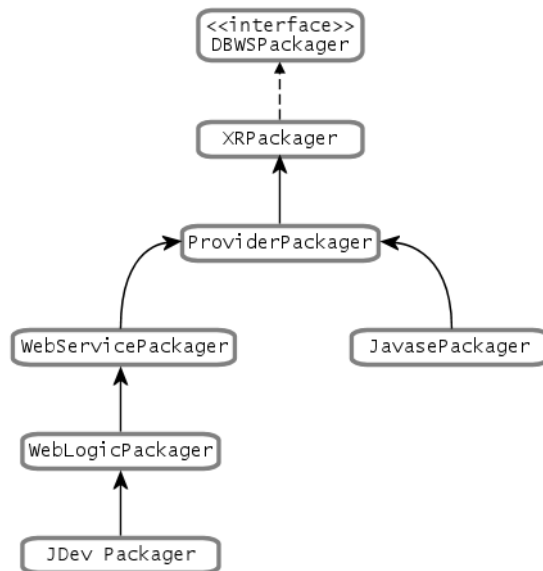 <<interface>>
DBWSPackager
XRPackager
ProviderPackager
WebServicePackager
JavasePackager
WebLogicPackager
JDev Packager